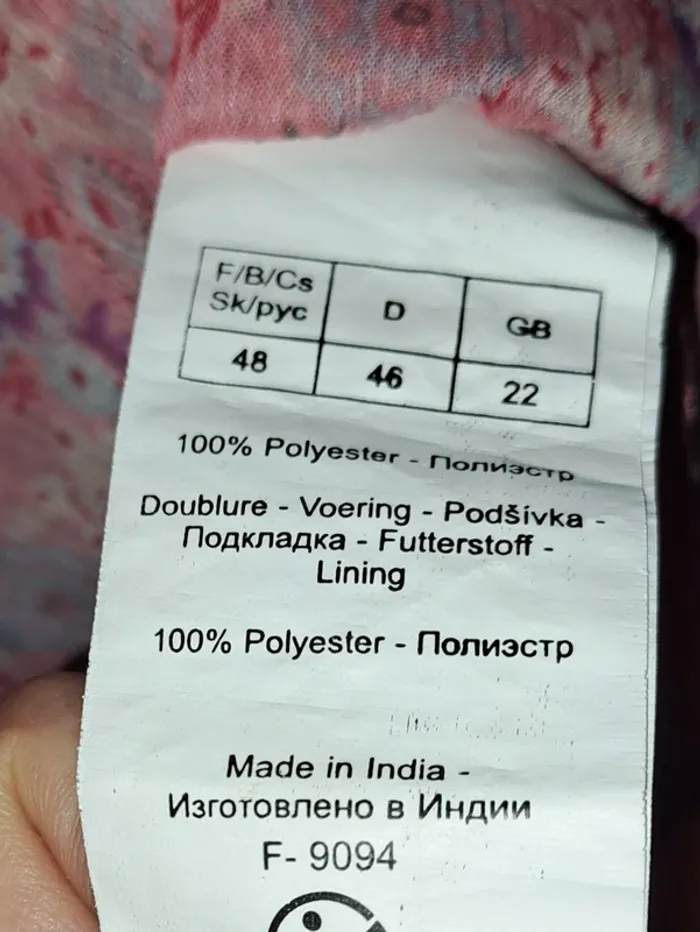 F/B/Cs
Sk/рус
D
GB
48
46
22
100% Polyester - Полиэстр
Doublure - Voering - Podšívka -
Подкладка - Futterstoff -
Lining
100% Polyester - Полиэстр
Made in India -
Изготовлено в Индии
F- 9094